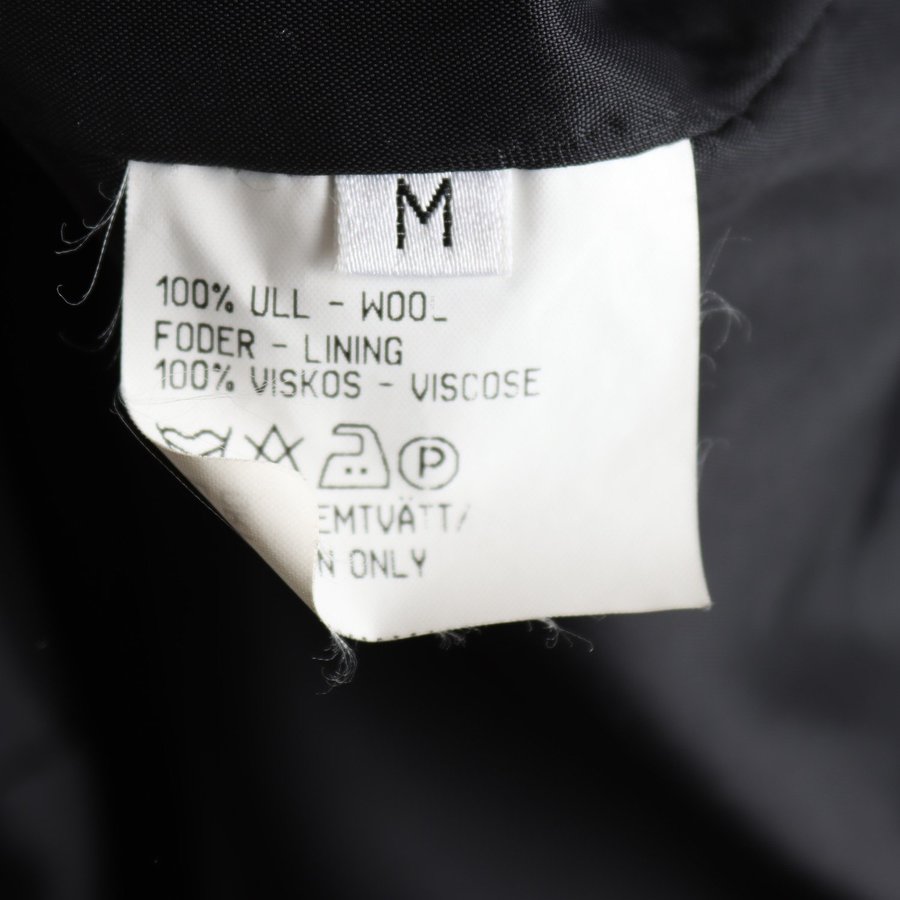 M
100% ULL - WOOL
FODER - LINING
100% VISKOS - VISCOSE
P
EMTVÄTT/
N ONLY